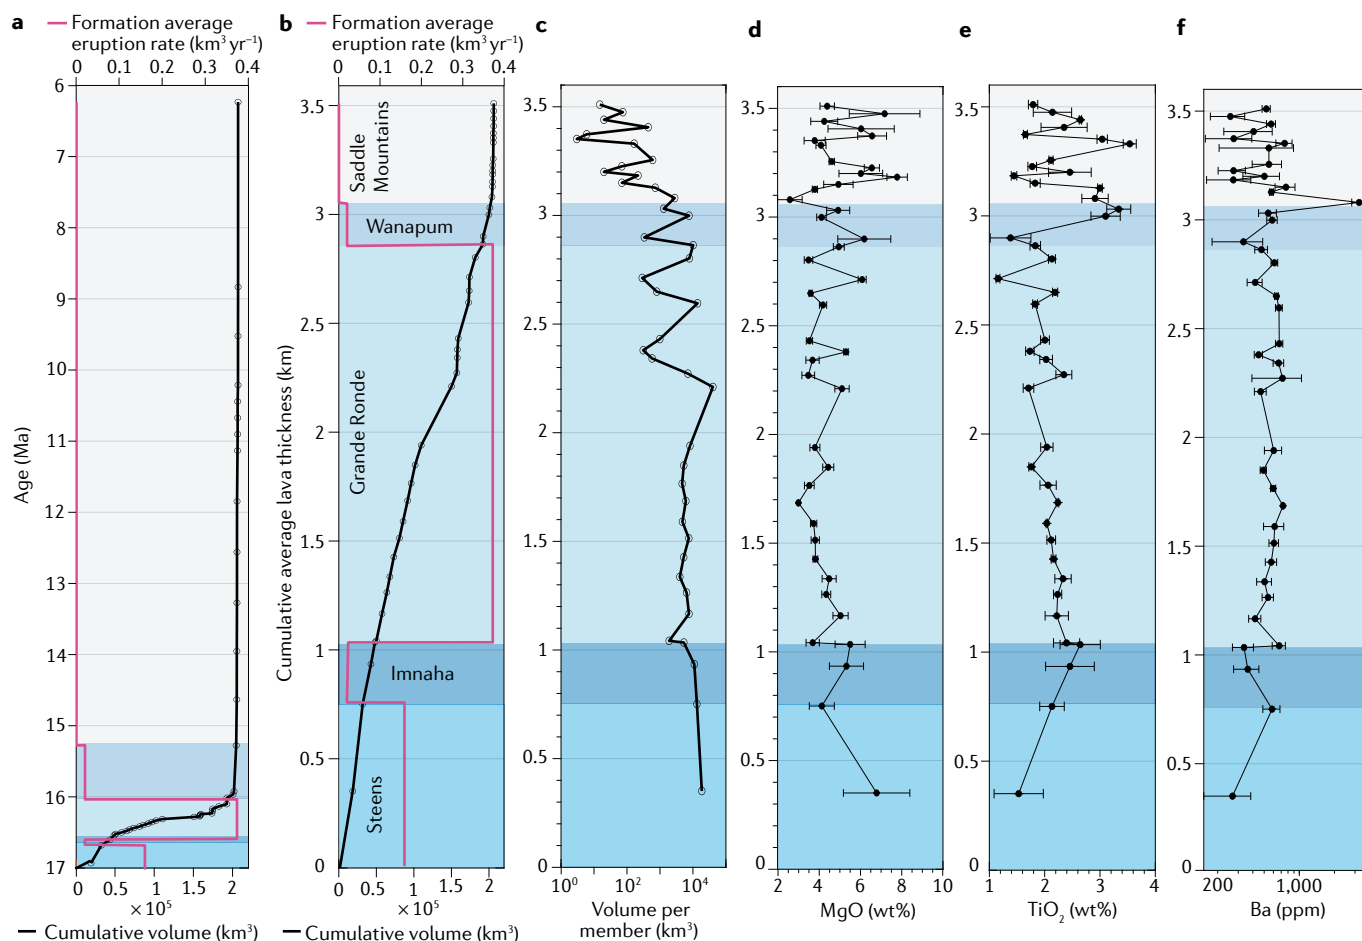 a
Formation average
eruption rate (km³ yr⁻¹)
0 0.1 0.2 0.3 0.4
6
7
8
9
10
11
12
13
14
15
16
17
Age (Ma)
0 0.5 1 1.5 2
× 10⁵
Cumulative volume (km³)
b
Formation average
eruption rate (km³ yr⁻¹)
0 0.1 0.2 0.3 0.4
3.5
3
2.5
2
1.5
1
0.5
0
Cumulative average lava thickness (km)
Saddle
Mountains
Wanapum
Grande Ronde
Imnaha
Steens
0 0.5 1 1.5 2
× 10⁵
Cumulative volume (km³)
c
3.5
3
2.5
2
1.5
1
0.5
0
10⁰ 10² 10⁴
Volume per
member (km³)
d
3.5
3.0
2.5
2
1.5
1
0.5
0
2 4 6 8 10
MgO (wt%)
e
3.5
3
2.5
2
1.5
1
0.5
0
1 2 3 4
TiO₂ (wt%)
f
3.5
3
2.5
2
1.5
1
0.5
0
200 1,000
Ba (ppm)